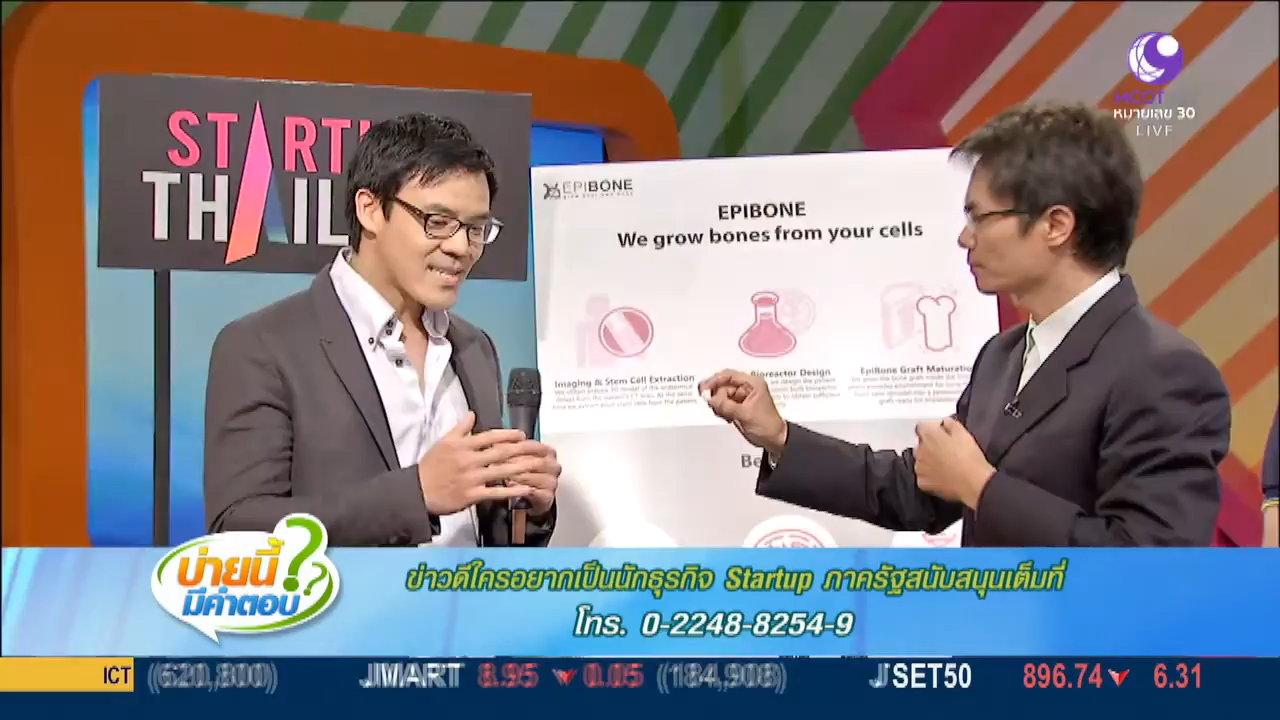 MCOT
หมายเลข 30
LIVE
START
THAIL
EPIBONE
EPIBONE
We grow bones from your cells
Imaging & Stem Cell Extraction
Bioreactor Design
EpiBone Graft Maturatio
Be
บ่ายนี้
มีคำตอบ
ข่าวดีใครอยากเป็นนักธุรกิจ Startup ภาครัฐสนับสนุนเต็มที่
โทร. 0-2248-8254-9
ICT (620,800) JMART 8.95 0.05 (184,908) SET50 896.74 6.31